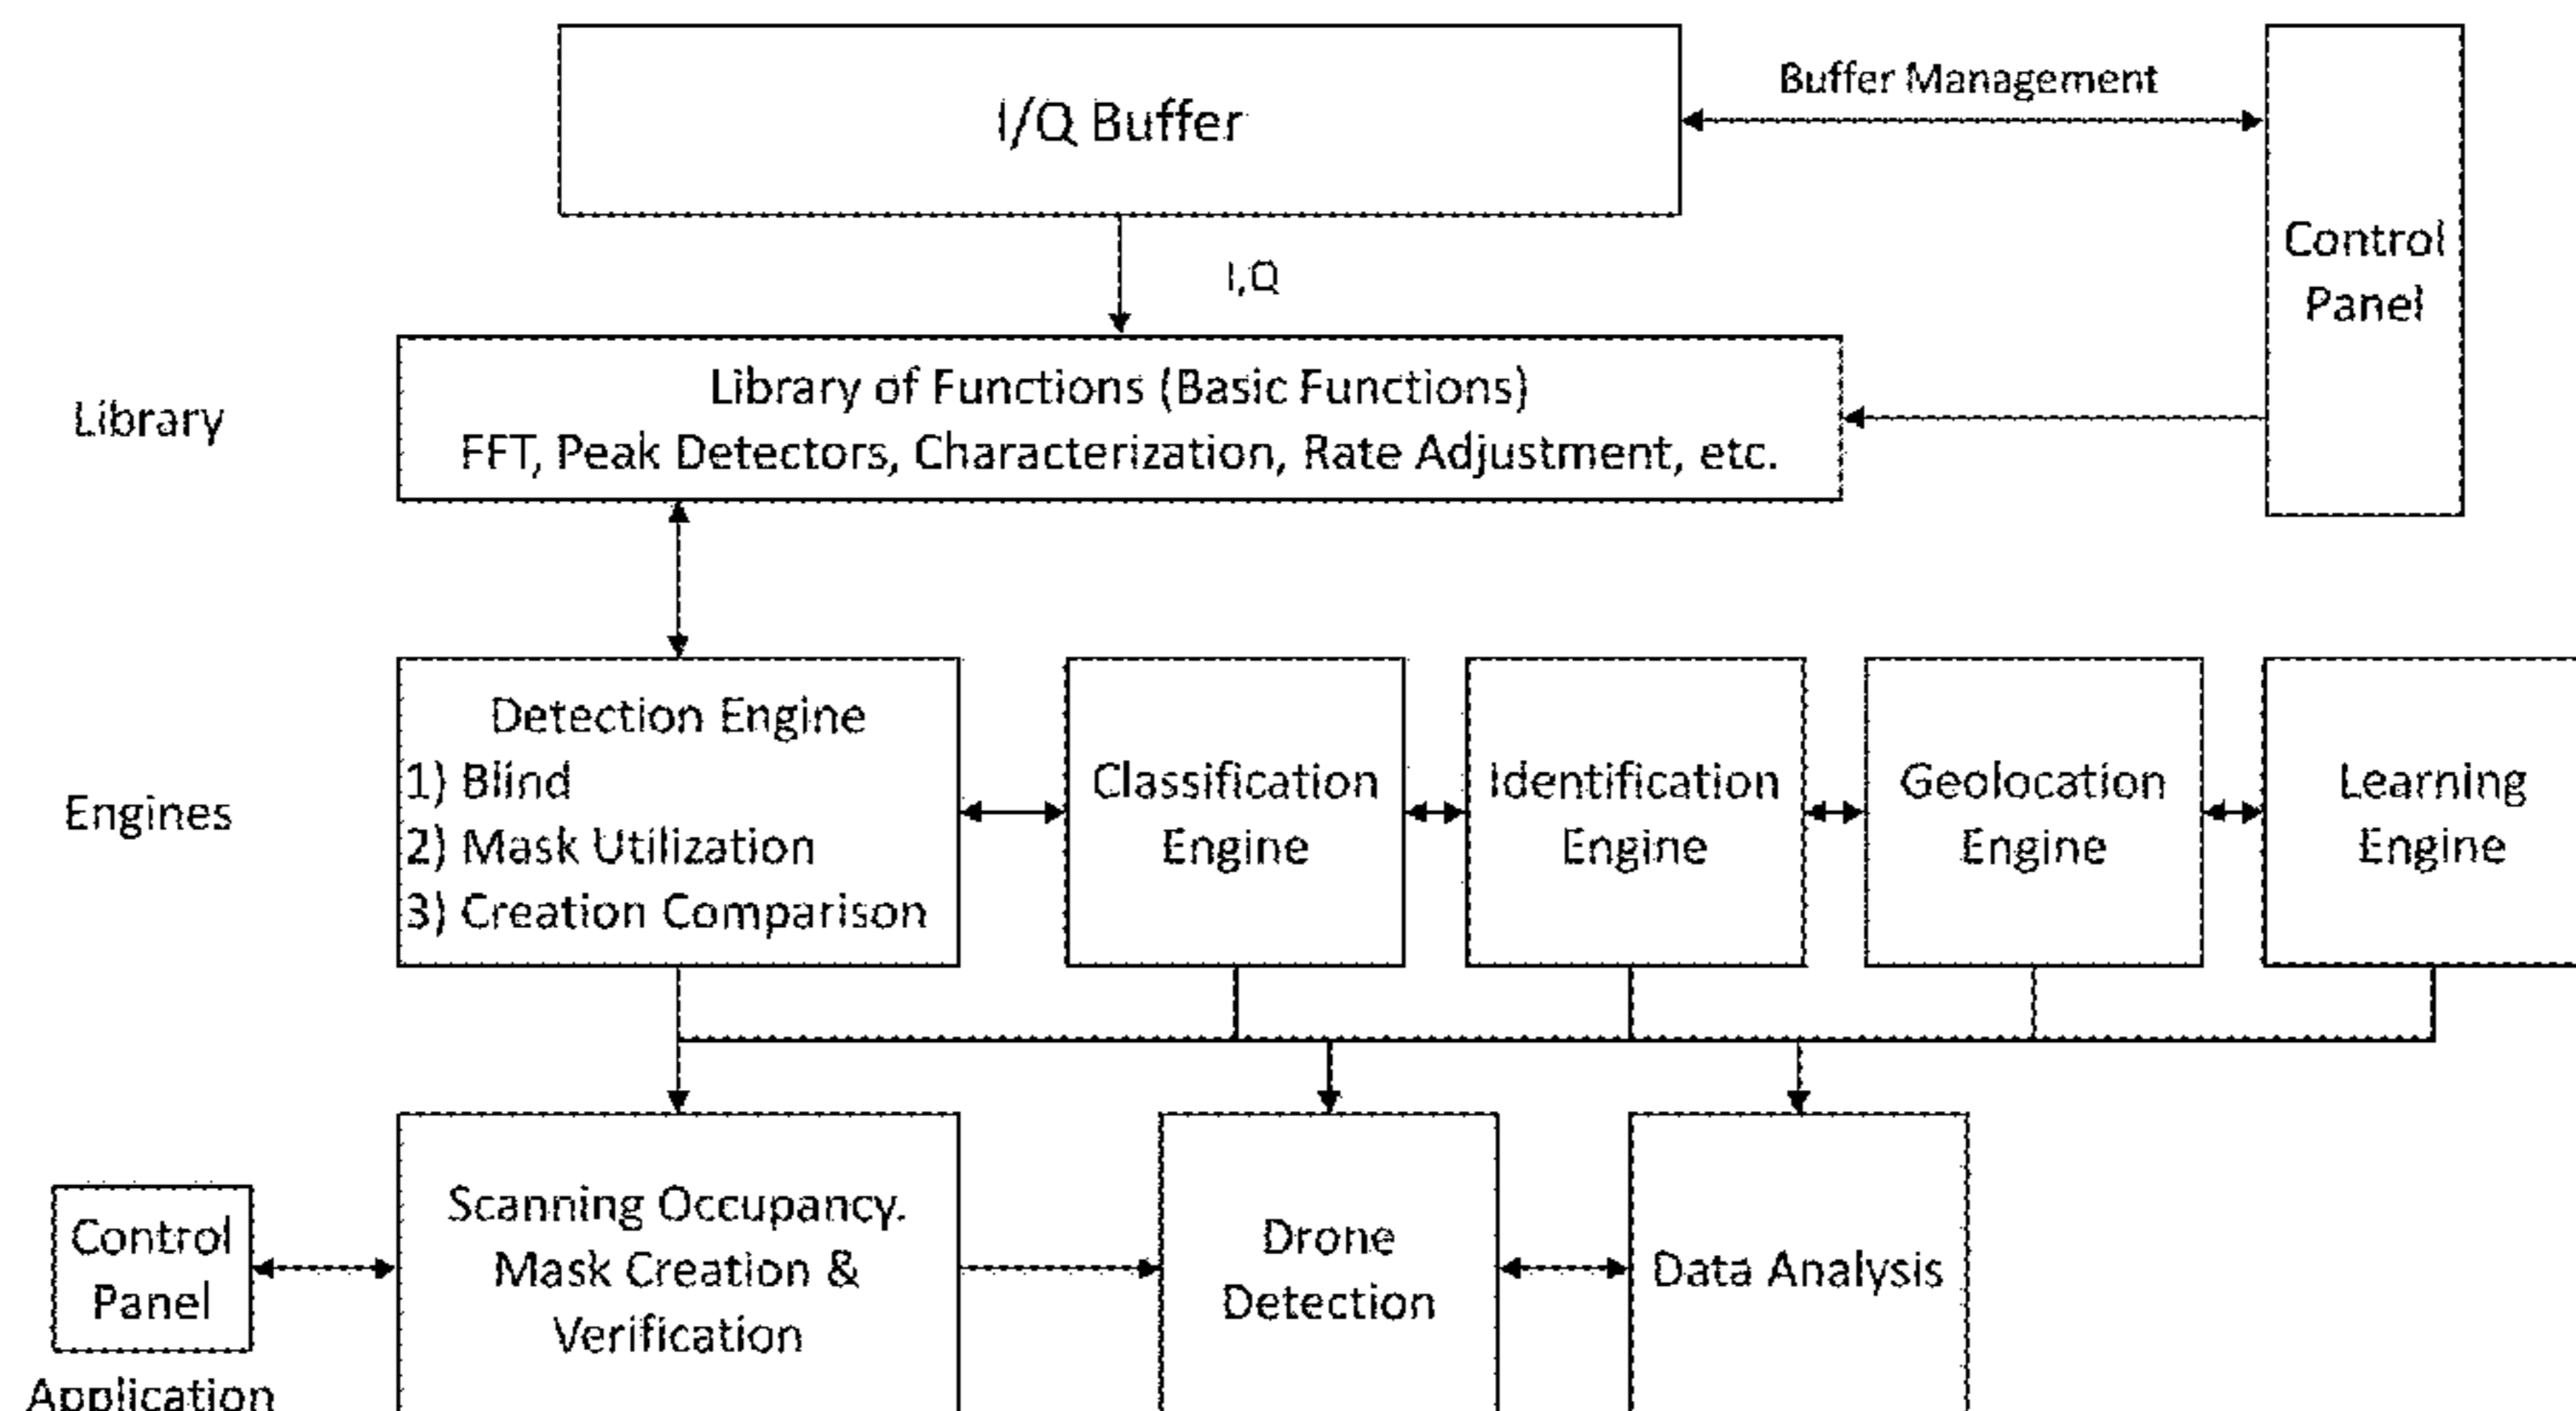 I/Q Buffer
Buffer Management
Control
Panel
I,Q
Library
Library of Functions (Basic Functions)
FFT, Peak Detectors, Characterization, Rate Adjustment, etc.
Engines
Detection Engine
1) Blind
2) Mask Utilization
3) Creation Comparison
Classification
Engine
Identification
Engine
Geolocation
Engine
Learning
Engine
Control
Panel
Application
Scanning Occupancy.
Mask Creation &
Verification
Drone
Detection
Data Analysis